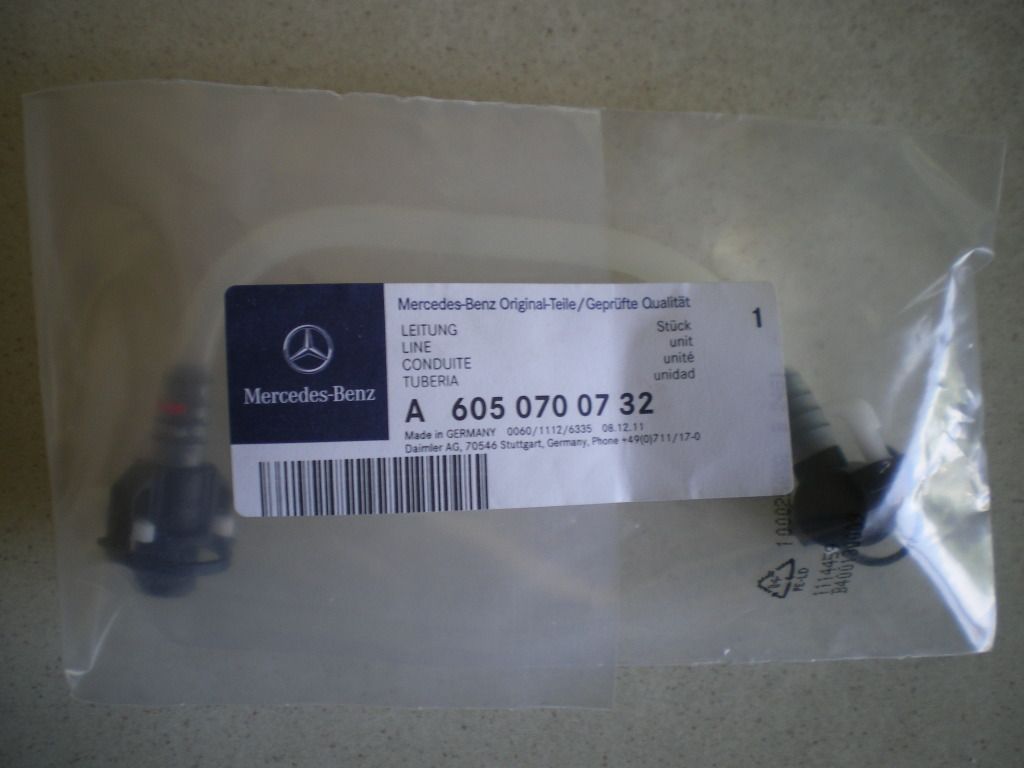 Mercedes-Benz
Mercedes-Benz Original-Teile/Geprüfte Qualität
LEITUNG Stück 1
LINE unit
CONDUITE unité
TUBERIA unidad
A 605 070 07 32
Made in GERMANY 0060/1112/6335 08.12.11
Daimler AG, 70546 Stuttgart, Germany, Phone +49(0)711/17-0
PE-LD